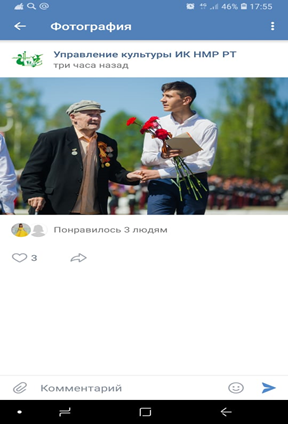 46% 17:55
Фотография
Управление культуры ИК НМР РТ
три часа назад
Понравилось 3 людям
3
Комментарий